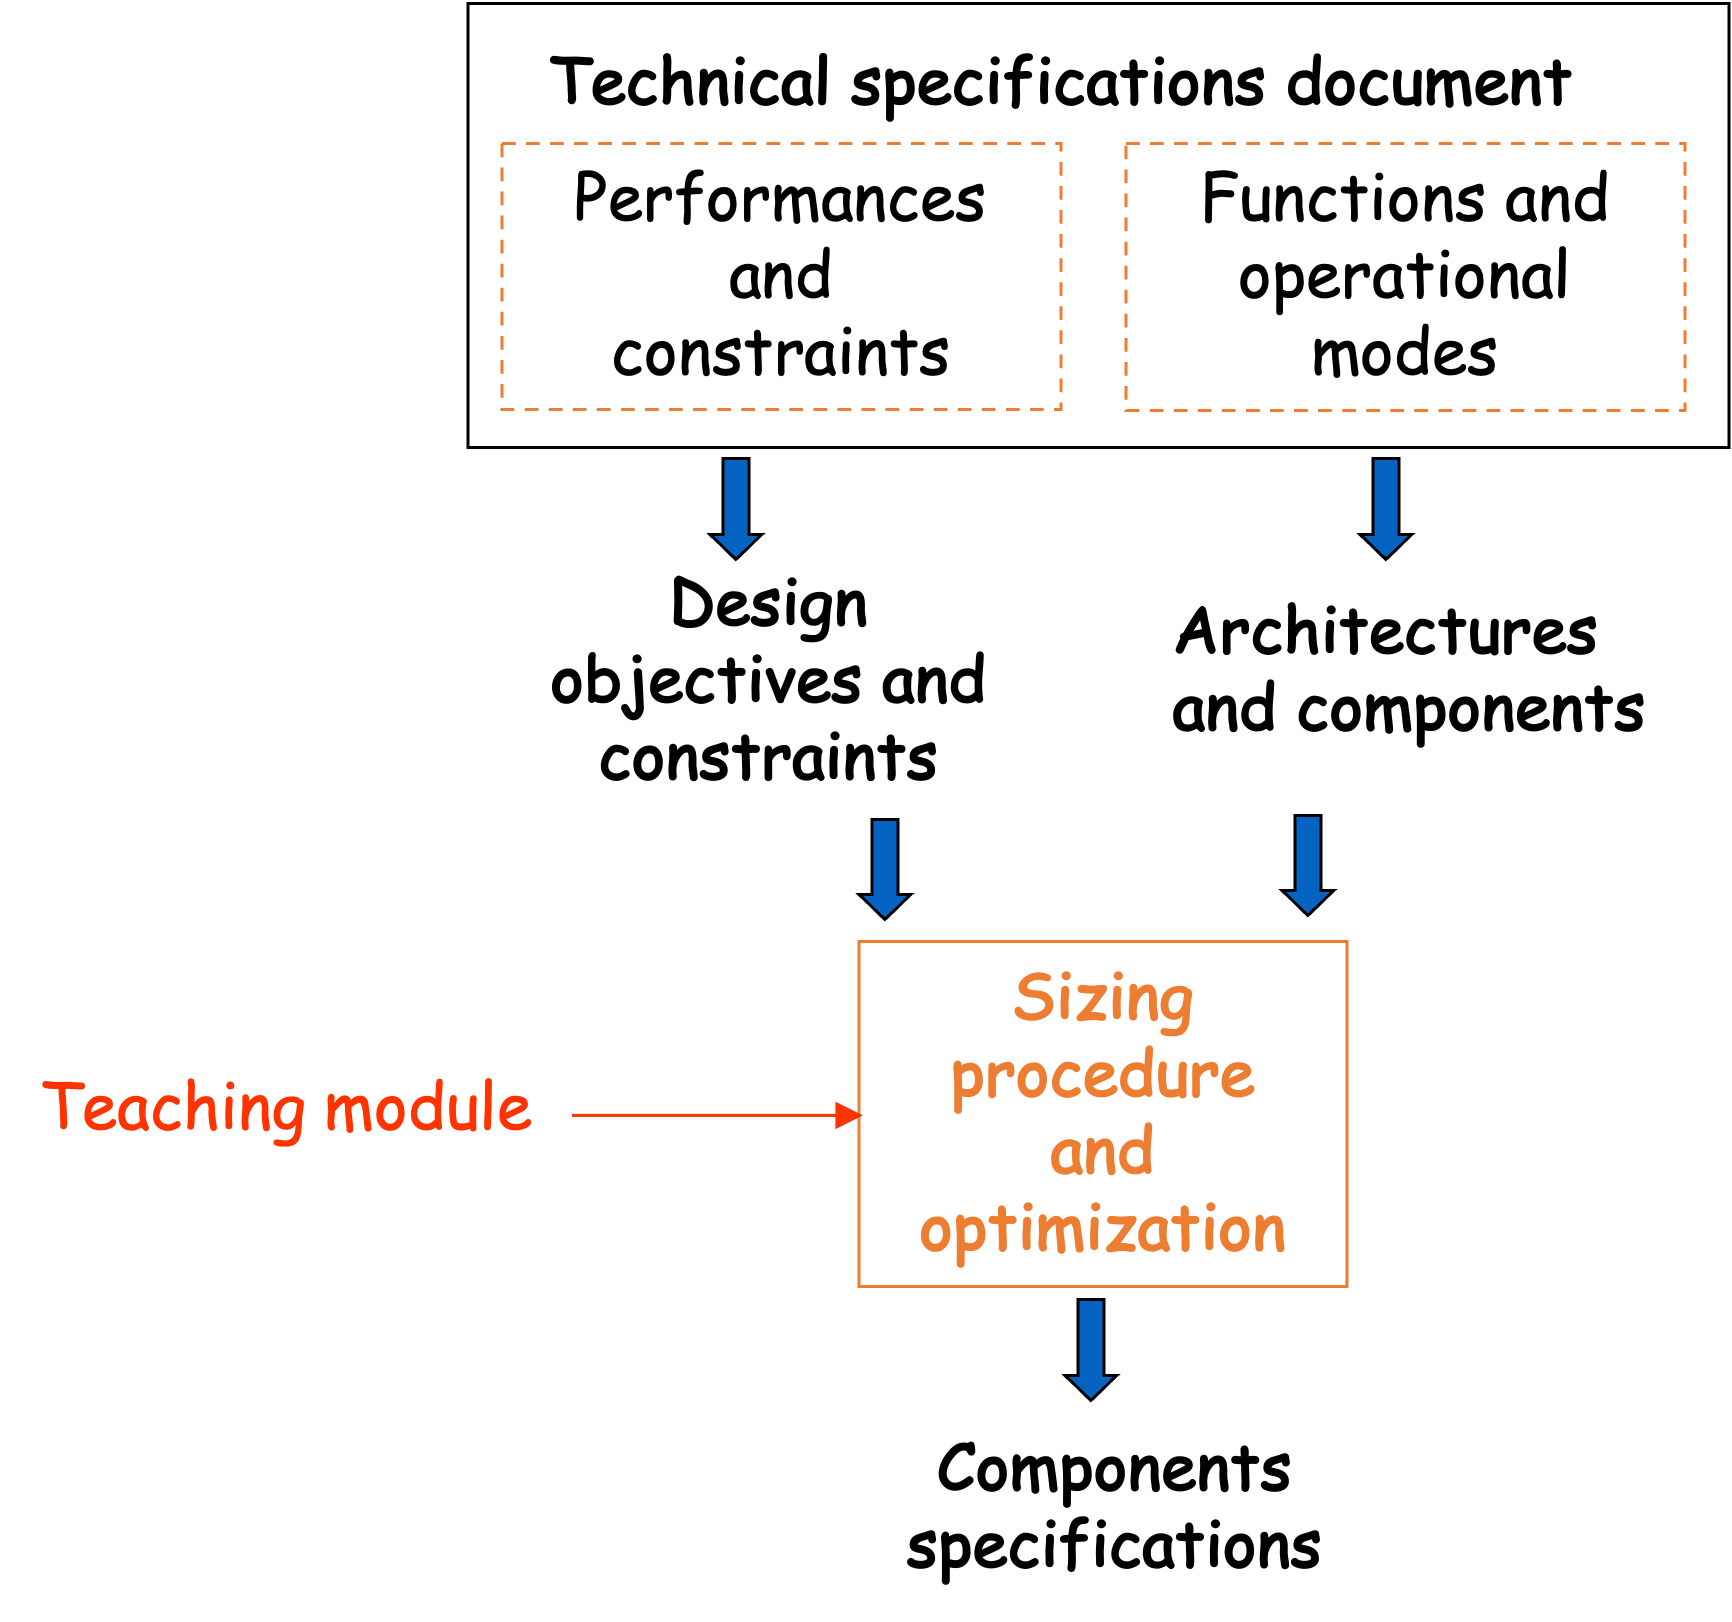 Technical specifications document
Performances
and
constraints
Functions and
operational
modes
Design
objectives and
constraints
Architectures
and components
Sizing
procedure
and
optimization
Teaching module
Components
specifications